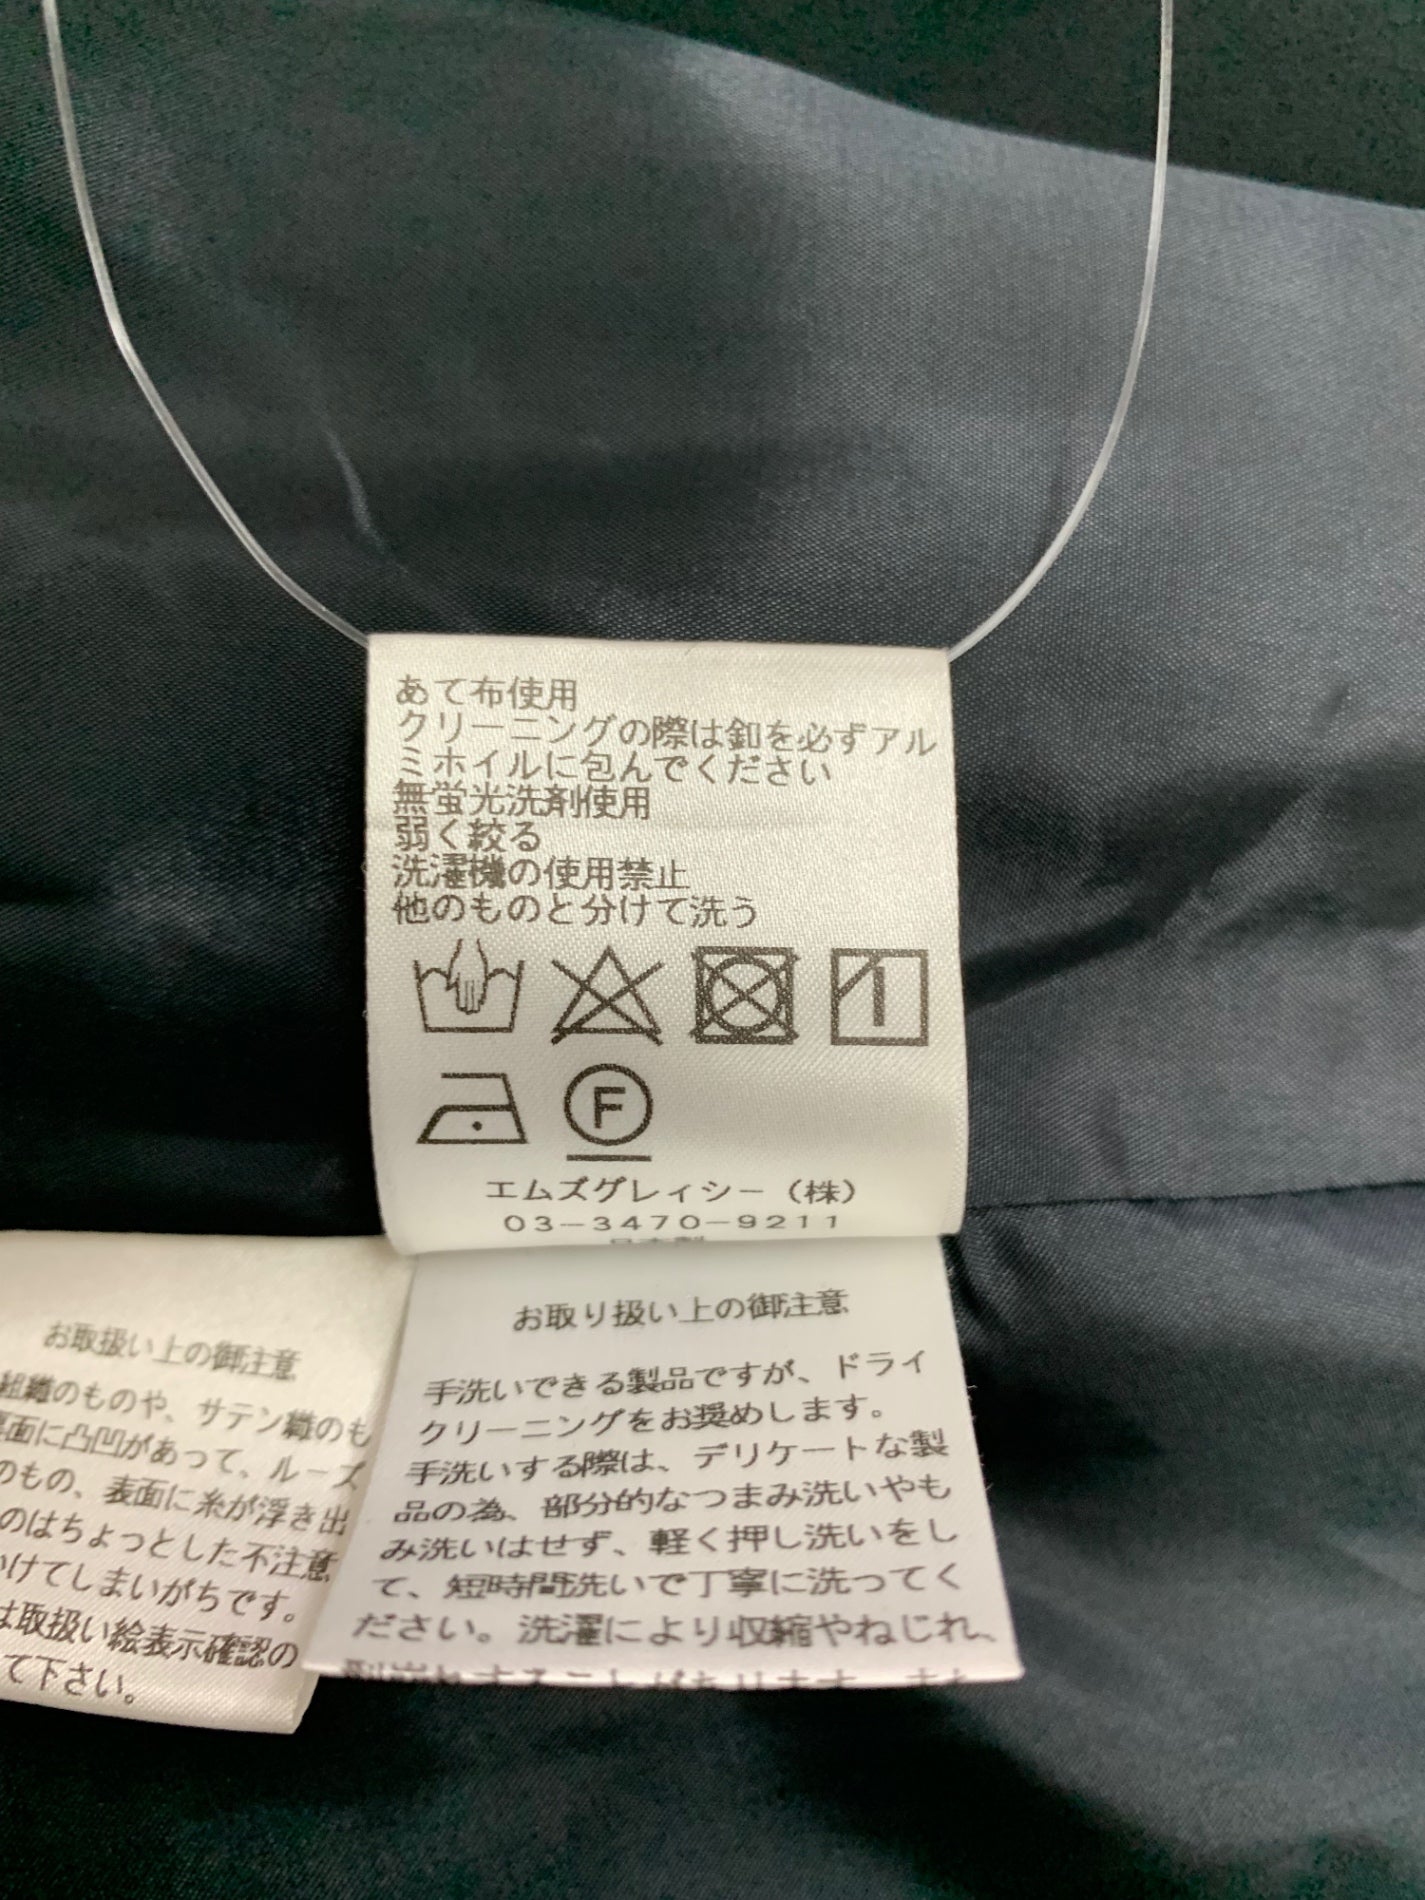 あて布使用
クリーニングの際は釦を必ずアル
ミホイルに包んでください
無蛍光洗剤使用
弱く絞る
洗濯機の使用禁止
他のものと分けて洗う
F
エムズグレィシー（株）
03-3470-9211
お取り扱い上の御注意
手洗いできる製品ですが、ドライ
クリーニングをお奨めします。
手洗いする際は、デリケートな製
品の為、部分的なつまみ洗いやも
み洗いはせず、軽く押し洗いをし
て、短時間洗いで丁寧に洗ってく
ださい。洗濯により収縮やねじれ、
お取扱い上の御注意
組織のものや、サテン織のも
裏面に凸凹があって、ルーズ
のもの、表面に糸が浮き出
のはちょっとした不注意
かけてしまいがちです。
は取扱い絵表示確認の
て下さい。